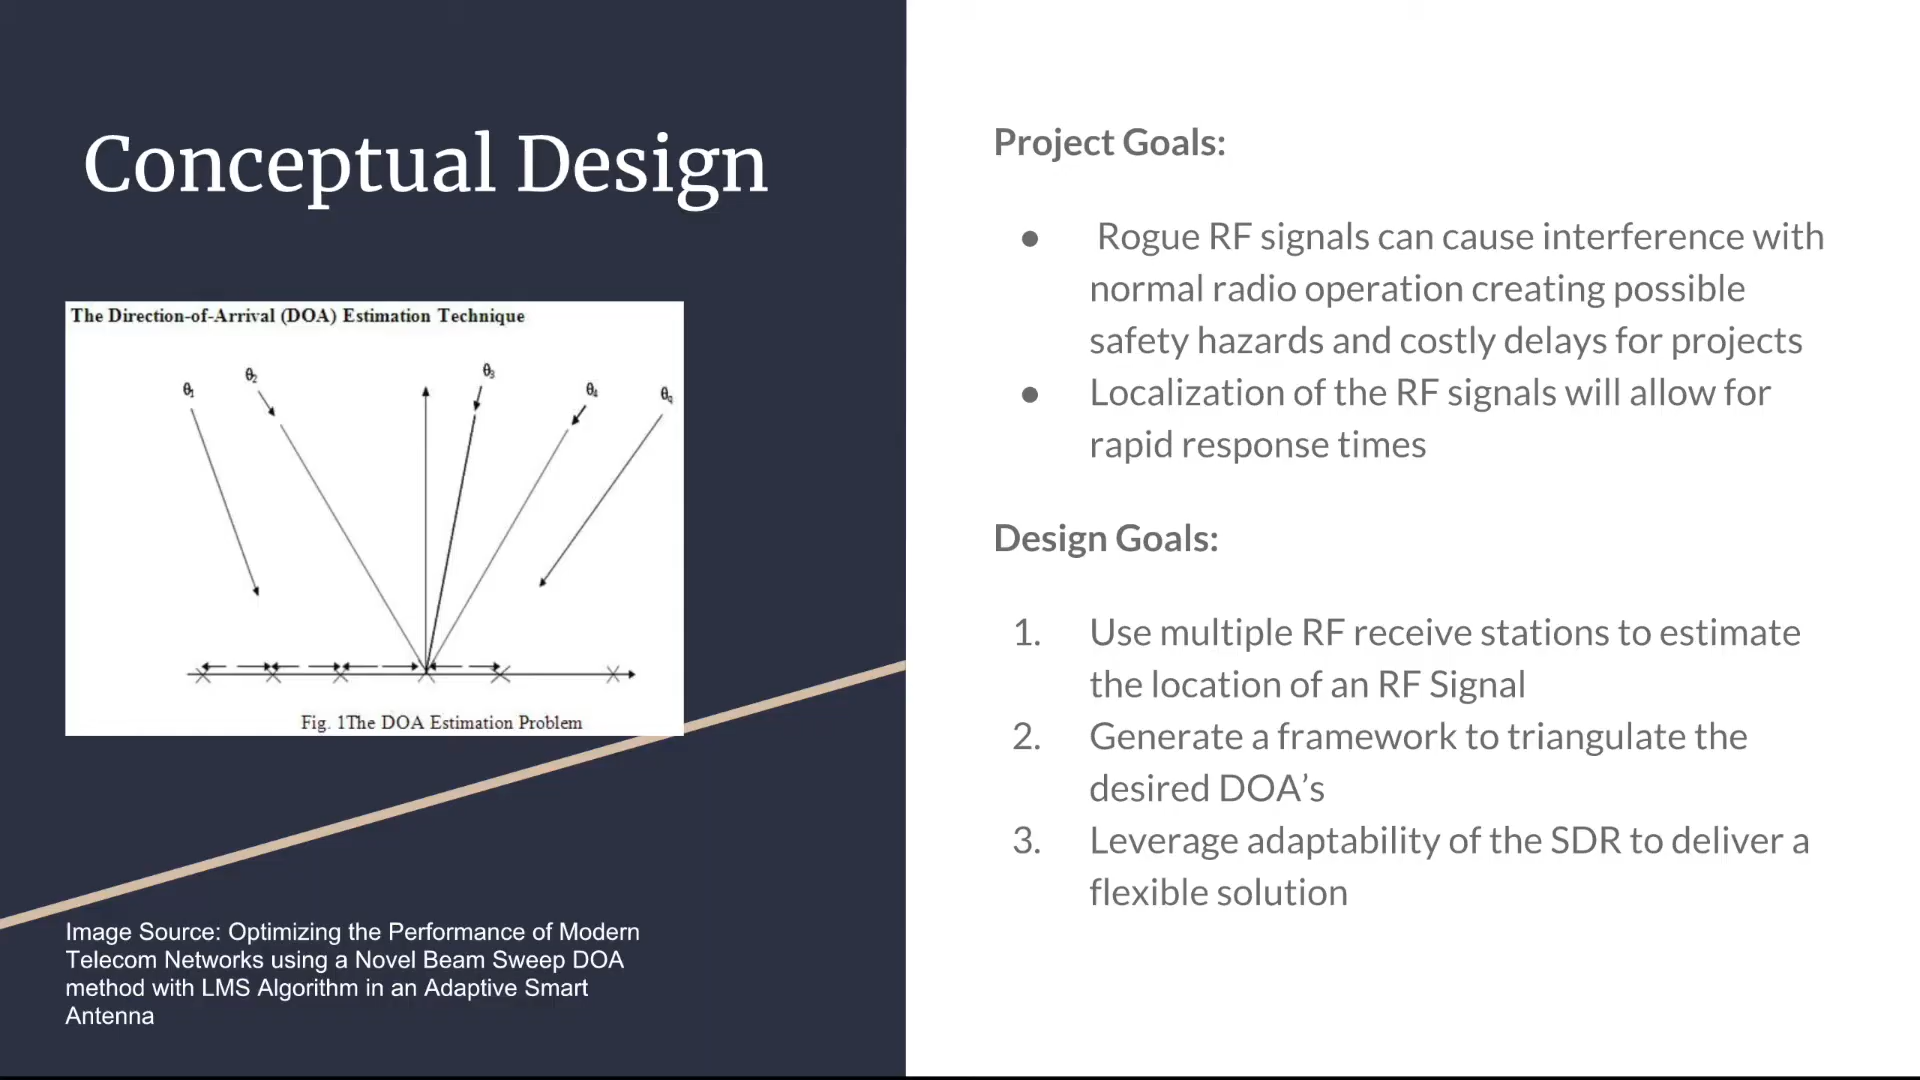 Conceptual Design
The Direction-of-Arrival (DOA) Estimation Technique
θ1
θ2
θ3
θ4
θq
Fig. 1The DOA Estimation Problem
Image Source: Optimizing the Performance of Modern
Telecom Networks using a Novel Beam Sweep DOA
method with LMS Algorithm in an Adaptive Smart
Antenna
Project Goals:
● Rogue RF signals can cause interference with
normal radio operation creating possible
safety hazards and costly delays for projects
● Localization of the RF signals will allow for
rapid response times
Design Goals:
1. Use multiple RF receive stations to estimate
the location of an RF Signal
2. Generate a framework to triangulate the
desired DOA’s
3. Leverage adaptability of the SDR to deliver a
flexible solution